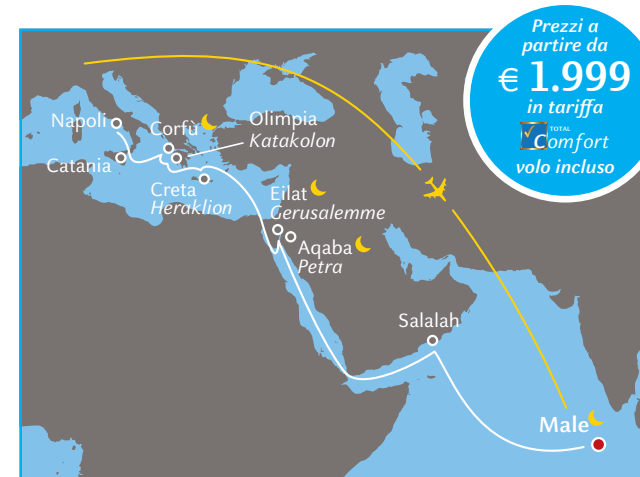 Prezzi a
partire da
€ 1.999
in tariffa
TOTAL
Comfort
volo incluso
Napoli
Corfù
Olimpia
Katakolon
Catania
Creta
Heraklion
Eilat
Gerusalemme
Aqaba
Petra
Salalah
Male